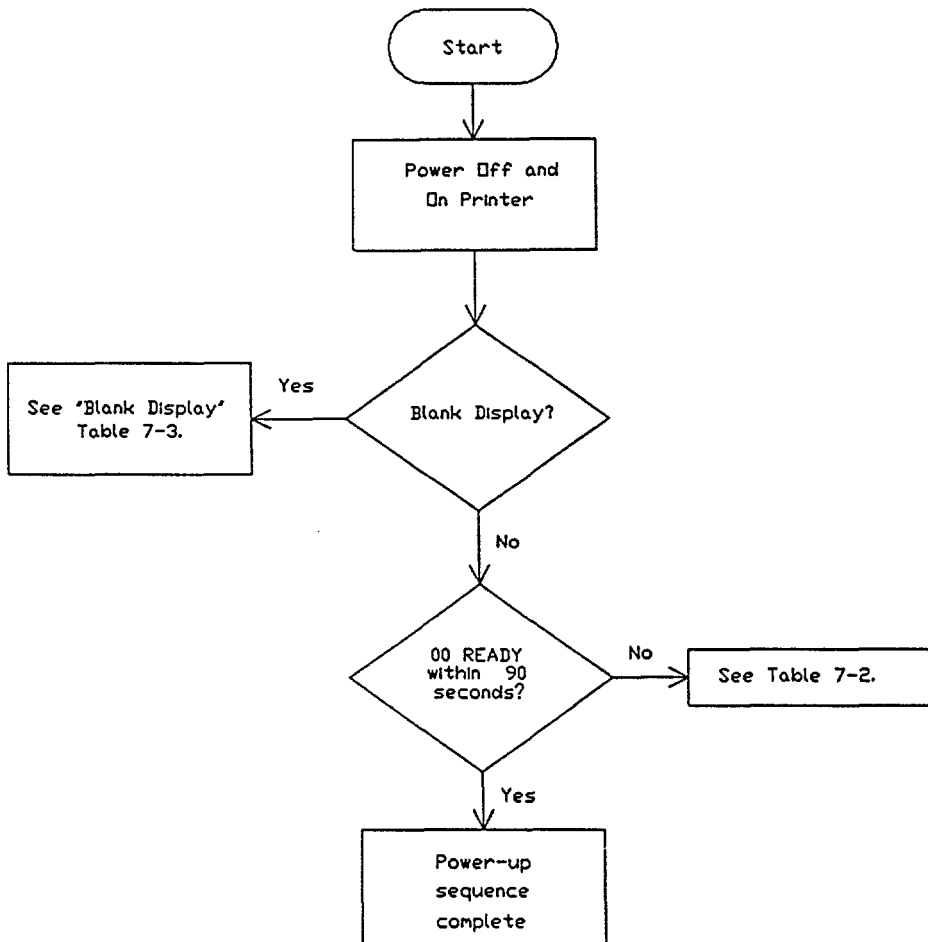 Start
Power Off and
On Printer
Blank Display?
Yes
See "Blank Display"
Table 7-3.
No
00 READY
within 90
seconds?
No
See Table 7-2.
Yes
Power-up
sequence
complete